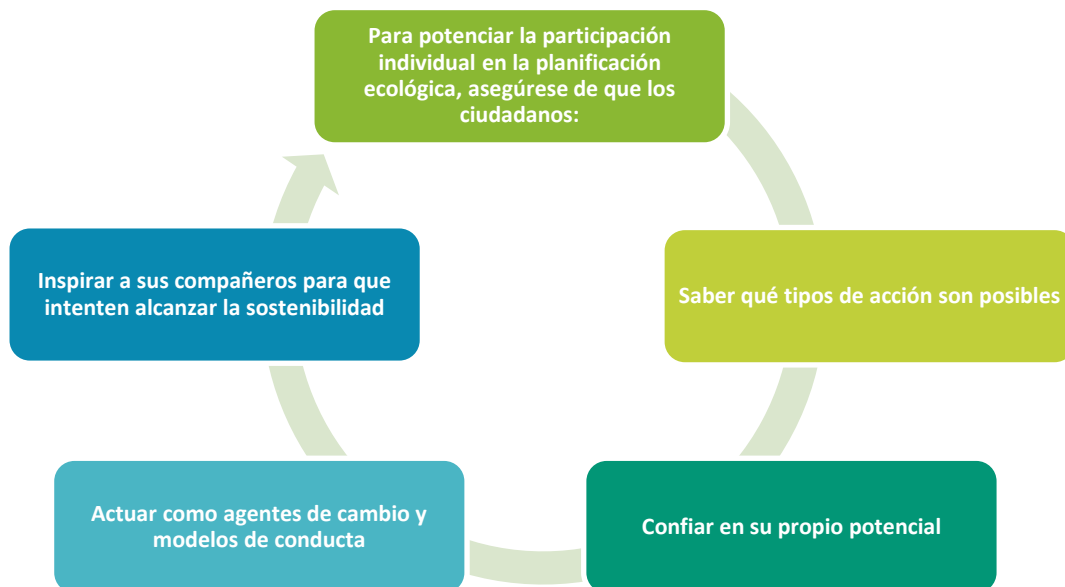 Para potenciar la participación
individual en la planificación
ecológica, asegúrese de que los
ciudadanos:
Saber qué tipos de acción son posibles
Confiar en su propio potencial
Actuar como agentes de cambio y
modelos de conducta
Inspirar a sus compañeros para que
intenten alcanzar la sostenibilidad